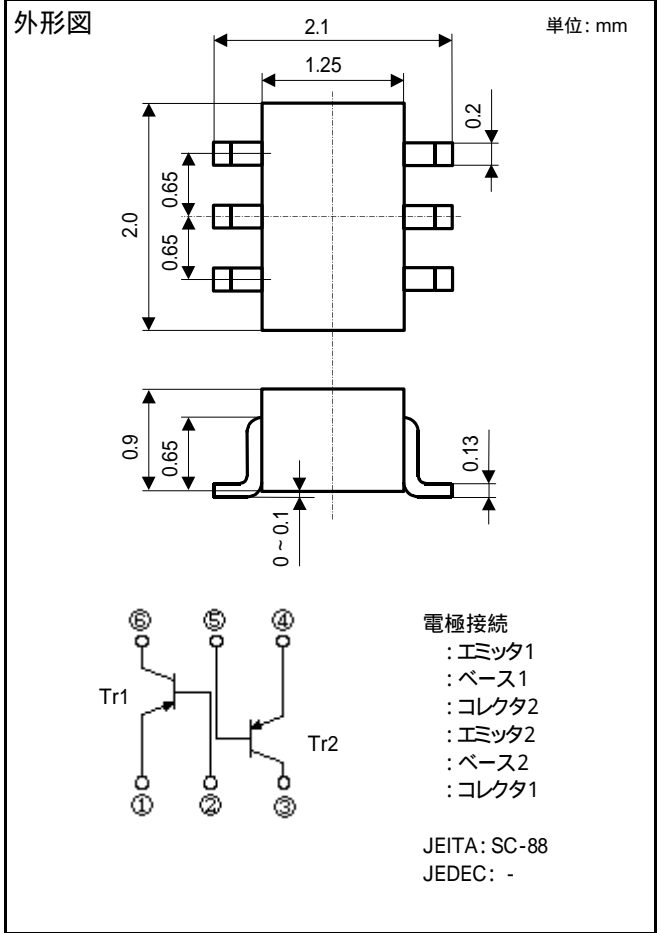 外形図
単位: mm
2.1
1.25
0.2
0.65
2.0
0.65
0.9
0.65
0.13
0 ~ 0.1
⑥ ⑤ ④
Tr1
Tr2
① ② ③
電極接続
: エミッタ1
: ベース1
: コレクタ2
: エミッタ2
: ベース2
: コレクタ1
JEITA: SC-88
JEDEC: -